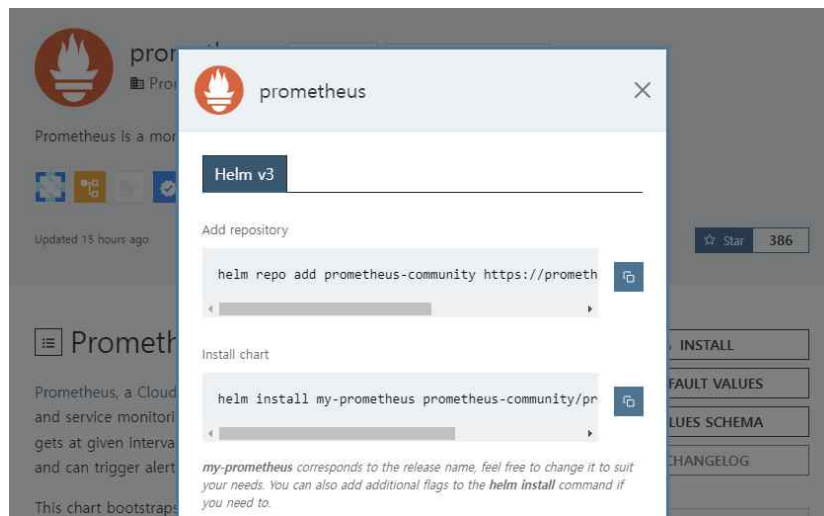 prometheus
Prometheus is a mor
Helm v3
Updated 15 hours ago
Add repository
helm repo add prometheus-community https://prometh
Star 386
Install chart
helm install my-prometheus prometheus-community/pr
my-prometheus corresponds to the release name, feel free to change it to suit
your needs. You can also add additional flags to the helm install command if
you need to.
Prometh
Prometheus, a Cloud
and service monitori
gets at given interva
and can trigger alert
This chart bootstraps
INSTALL
FAULT VALUES
LUES SCHEMA
CHANGELOG